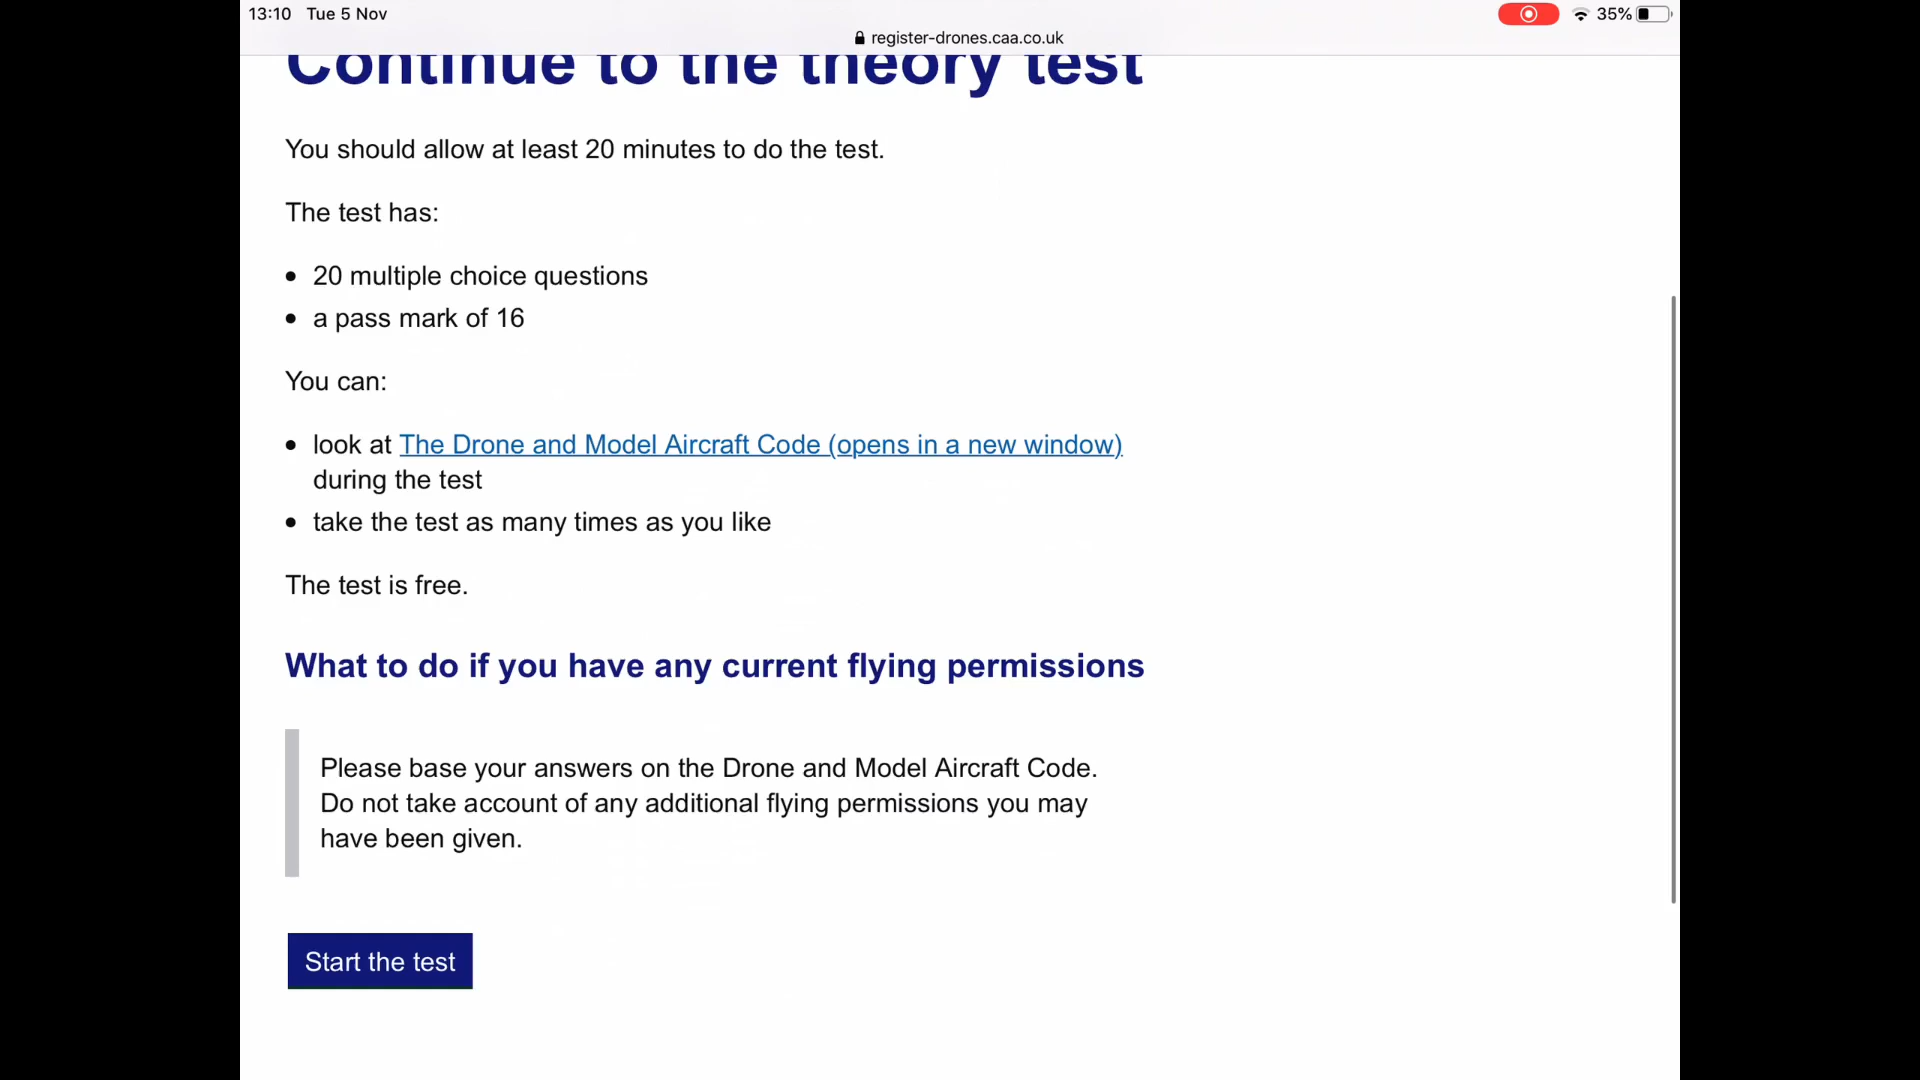 13:10 Tue 5 Nov
35%
register-drones.caa.co.uk
Continue to the theory test
You should allow at least 20 minutes to do the test.
The test has:
20 multiple choice questions
a pass mark of 16
You can:
look at The Drone and Model Aircraft Code (opens in a new window)
during the test
take the test as many times as you like
The test is free.
What to do if you have any current flying permissions
Please base your answers on the Drone and Model Aircraft Code.
Do not take account of any additional flying permissions you may
have been given.
Start the test